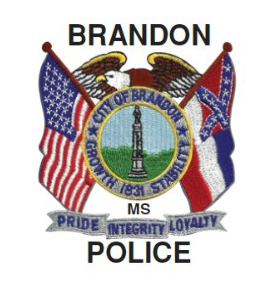 BRANDON
CITY OF BRANDON
GROWTH 1831 STABILITY
MS
PRIDE INTEGRITY LOYALTY
POLICE